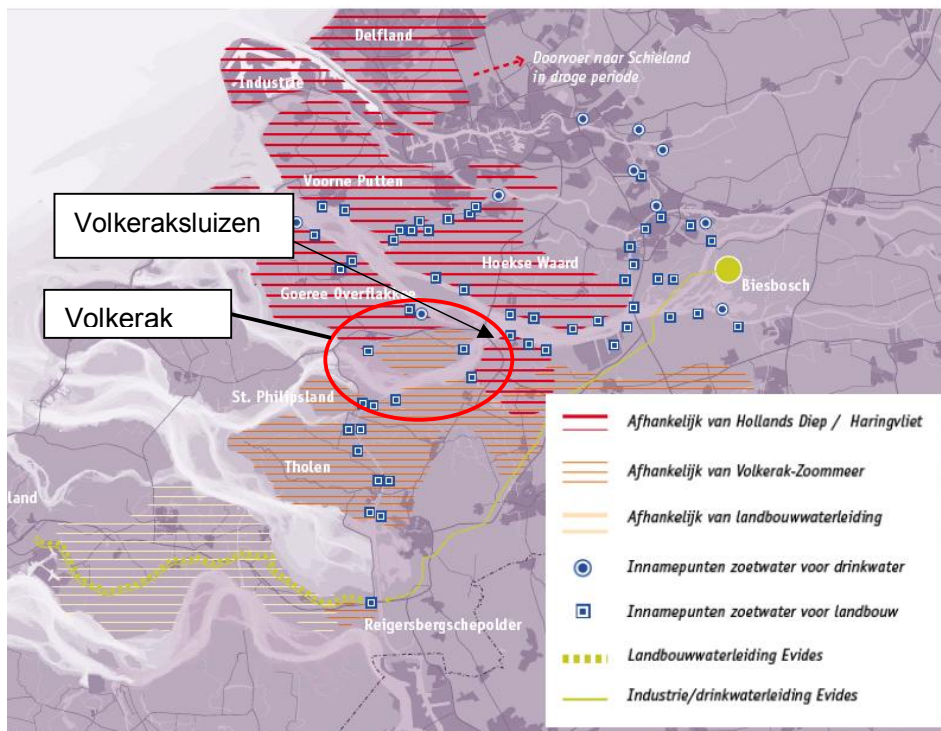 Delfland
Doorvoer naar Schieland
in droge periode
Industrie
Voorne Putten
Volkeraksluizen
Hoekse Waard
Biesbosch
Goeree Overflakkee
Volkerak
St. Philipsland
Tholen
land
Reigersbergschepolder
Afhankelijk van Hollands Diep / Haringvliet
Afhankelijk van Volkerak-Zoommeer
Afhankelijk van landbouwwaterleiding
Innamepunten zoetwater voor drinkwater
Innamepunten zoetwater voor landbouw
Landbouwwaterleiding Evides
Industrie/drinkwaterleiding Evides